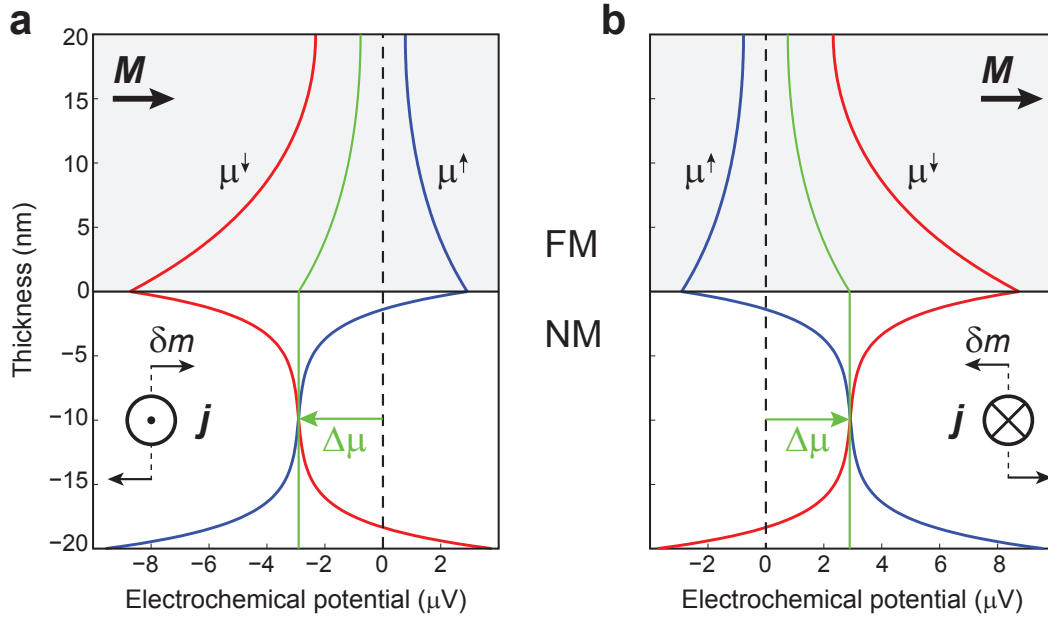 a
b
M
M
μ↓
μ↑
μ↑
μ↓
FM
NM
δm
j
Δμ
δm
j
Δμ
Thickness (nm)
20
15
10
5
0
−5
−10
−15
−20
−8
−6
−4
−2
0
2
−2
0
2
4
6
8
Electrochemical potential (μV)
Electrochemical potential (μV)